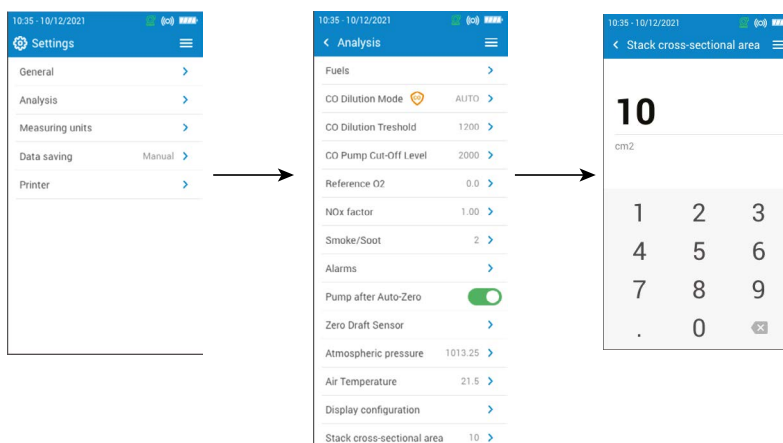 10:35 - 10/12/2021
Settings
General
Analysis
Measuring units
Data saving Manual
Printer
10:35 - 10/12/2021
Analysis
Fuels
CO Dilution Mode CO AUTO
CO Dilution Treshold 1200
CO Pump Cut-Off Level 2000
Reference O2 0.0
NOx factor 1.00
Smoke/Soot 2
Alarms
Pump after Auto-Zero
Zero Draft Sensor
Atmospheric pressure 1013.25
Air Temperature 21.5
Display configuration
Stack cross-sectional area 10
10:35 - 10/12/2021
Stack cross-sectional area
10
cm2
1 2 3
4 5 6
7 8 9
. 0